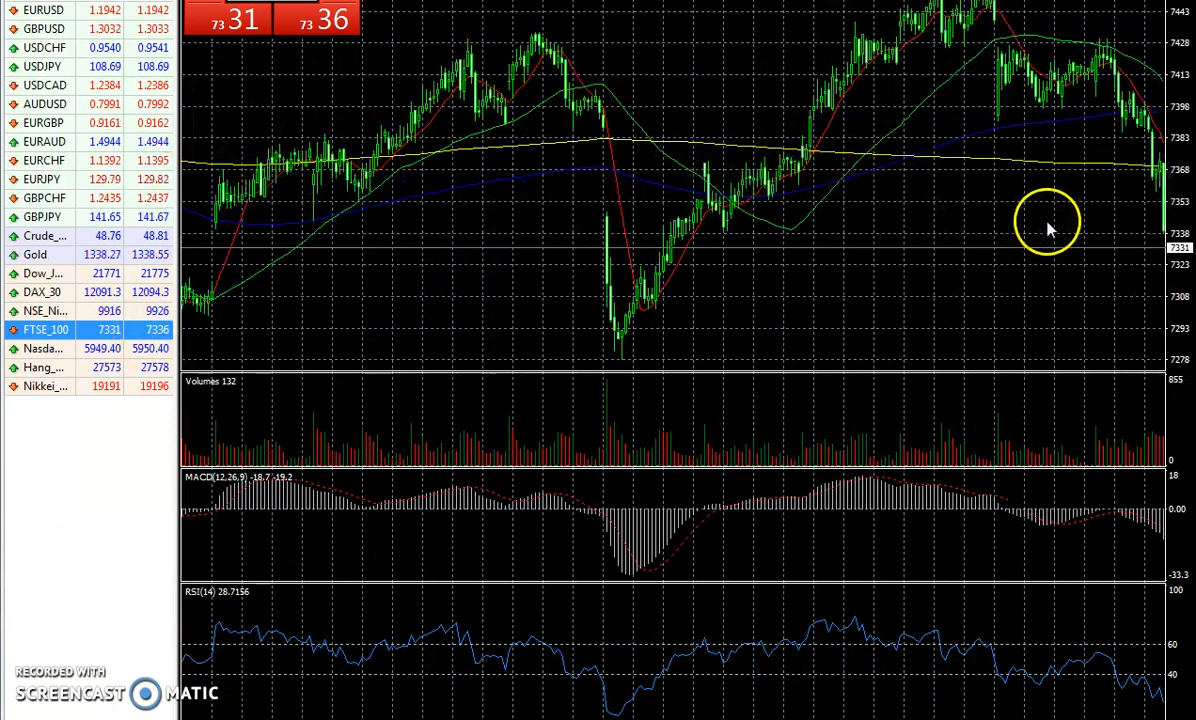 EURUSD 1.1942 1.1942
GBPUSD 1.3032 1.3033
USDCHF 0.9540 0.9541
USDJPY 108.69 108.69
USDCAD 1.2384 1.2386
AUDUSD 0.7991 0.7992
EURGBP 0.9161 0.9162
EURAUD 1.4944 1.4944
EURCHF 1.1392 1.1395
EURJPY 129.79 129.82
GBPCHF 1.2435 1.2437
GBPJPY 141.65 141.67
Crude_... 48.76 48.81
Gold 1338.27 1338.55
Dow_J... 21771 21775
DAX_30 12091.3 12094.3
NSE_Ni... 9916 9926
FTSE_100 7331 7336
Nasda... 5949.40 5950.40
Hang_... 27573 27578
Nikkei_... 19191 19196
RECORDED WITH
SCREENCAST MATIC
73 31 73 36
7443
7428
7413
7398
7383
7368
7353
7338
7331
7323
7308
7293
7278
Volumes 132
855
0
MACD(12,26,9) -18.7 -19.2
18
0.00
-33.3
RSI(14) 28.7156
100
60
40